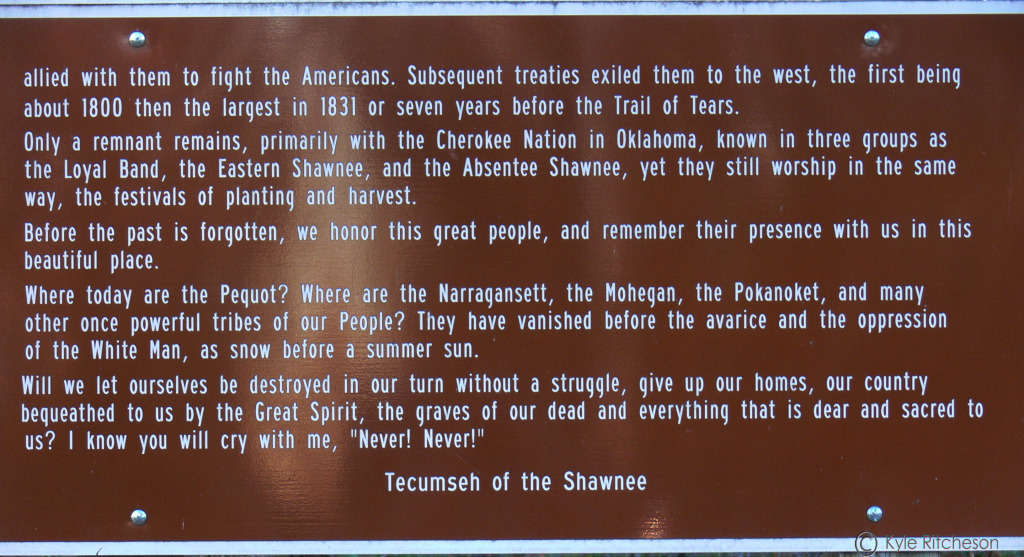 allied with them to fight the Americans. Subsequent treaties exiled them to the west, the first being
about 1800 then the largest in 1831 or seven years before the Trail of Tears.
Only a remnant remains, primarily with the Cherokee Nation in Oklahoma, known in three groups as
the Loyal Band, the Eastern Shawnee, and the Absentee Shawnee, yet they still worship in the same
way, the festivals of planting and harvest.
Before the past is forgotten, we honor this great people, and remember their presence with us in this
beautiful place.
Where today are the Pequot? Where are the Narragansett, the Mohegan, the Pokanoket, and many
other once powerful tribes of our People? They have vanished before the avarice and the oppression
of the White Man, as snow before a summer sun.
Will we let ourselves be destroyed in our turn without a struggle, give up our homes, our country
bequeathed to us by the Great Spirit, the graves of our dead and everything that is dear and sacred to
us? I know you will cry with me, "Never! Never!"
Tecumseh of the Shawnee
© Kyle Ritcheson